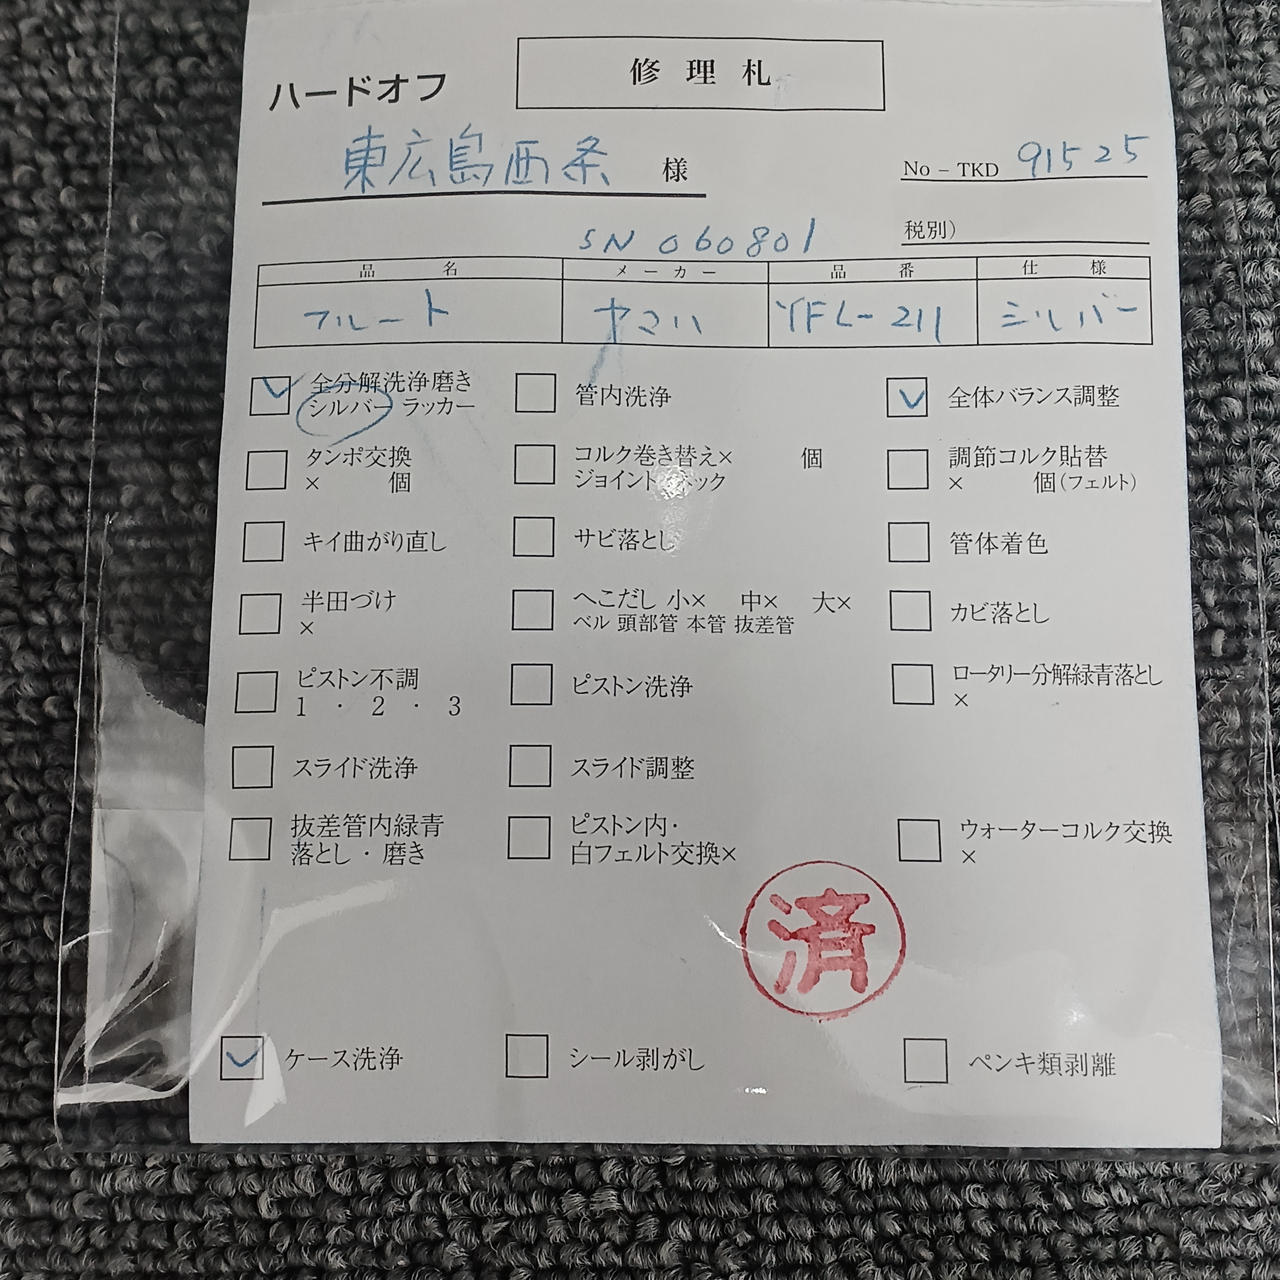 修理札
ハードオフ
東広島西条 様
No-TKD 91525
税別)
SN 060801
品名 メーカー 品番 仕様
フルート ヤマハ YFL-211 シルバー
全分解洗浄磨き
シルバー ラッカー
管内洗浄
全体バランス調整
タンポ交換
× 個
コルク巻き替え× 個
ジョイント ネック
調節コルク貼替
× 個(フェルト)
キイ曲がり直し
サビ落とし
管体着色
半田づけ
×
へこだし 小× 中× 大×
ベル 頭部管 本管 抜差管
カビ落とし
ピストン不調
1・2・3
ピストン洗浄
ロータリー分解緑青落とし
×
スライド洗浄
スライド調整
抜差管内緑青
落とし・磨き
ピストン内・
白フェルト交換×
ウォーターコルク交換
×
済
ケース洗浄
シール剥がし
ペンキ類剥離